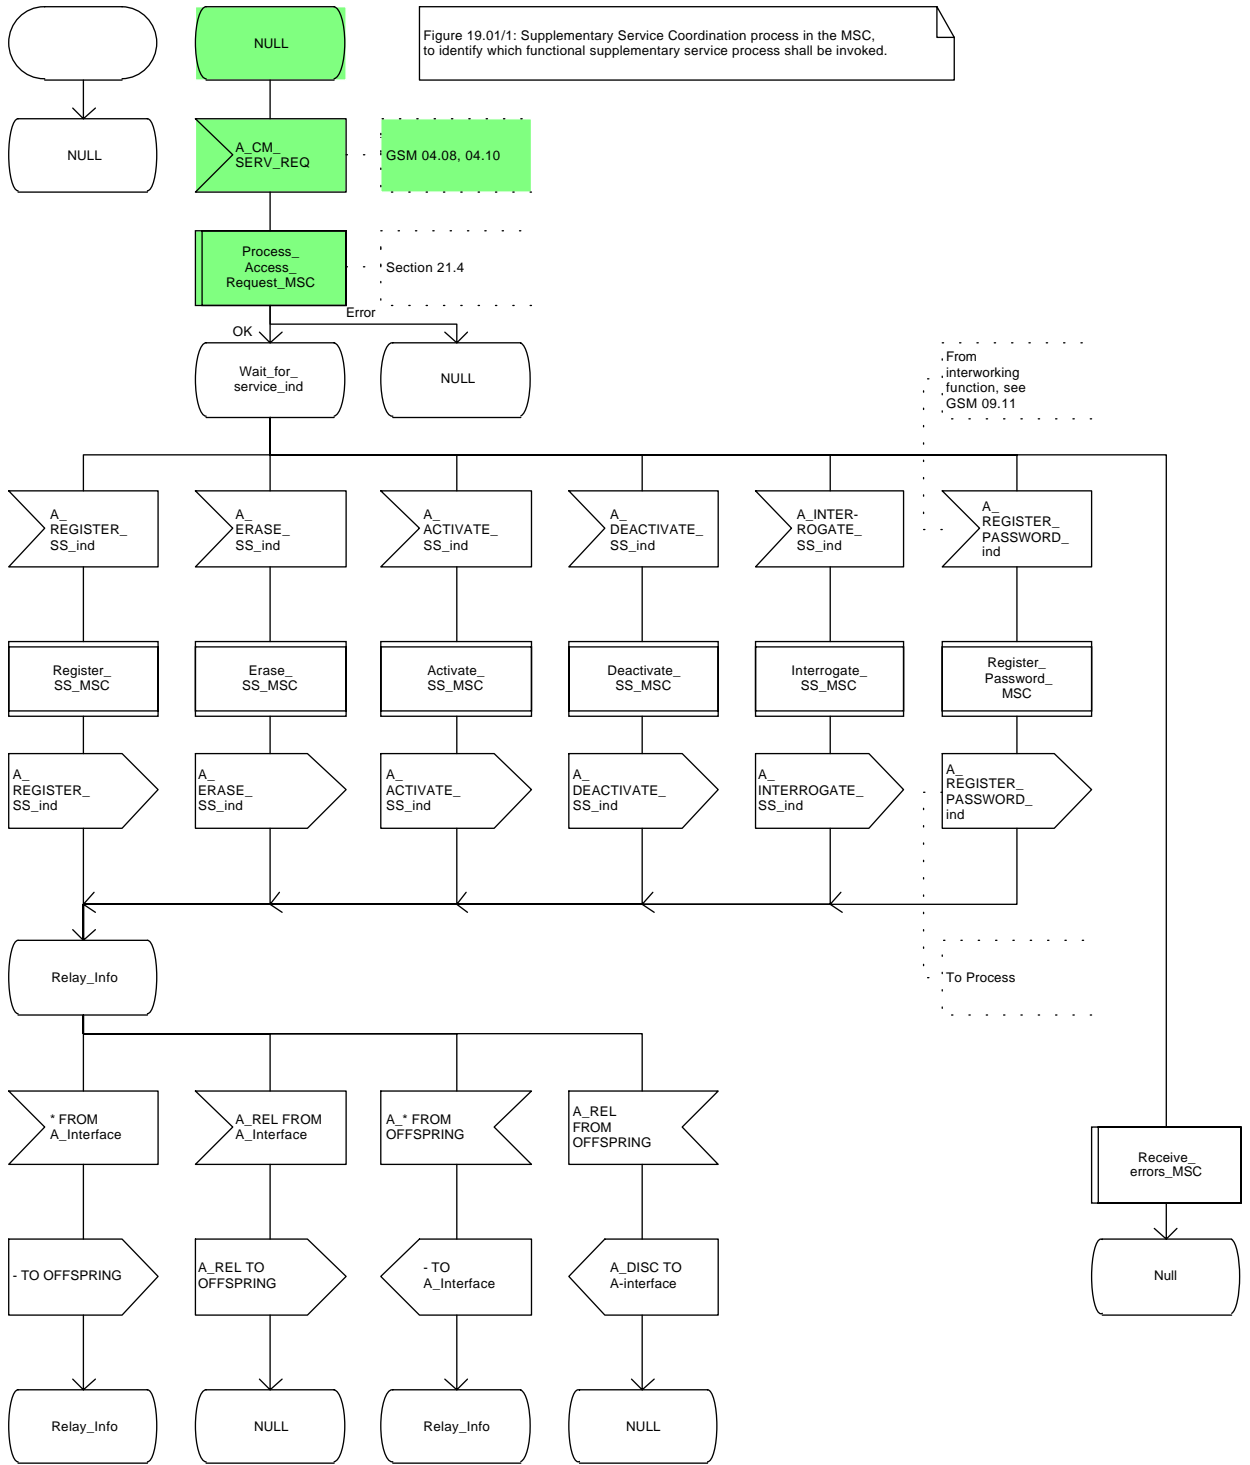 Figure 19.01/1: Supplementary Service Coordination process in the MSC,
to identify which functional supplementary service process shall be invoked.
NULL
NULL
A_CM_
SERV_REQ
GSM 04.08, 04.10
Process_
Access_
Request_MSC
Section 21.4
Error
OK
Wait_for_
service_ind
NULL
From
interworking
function, see
GSM 09.11
A_
REGISTER_
SS_ind
A_
ERASE_
SS_ind
A_
ACTIVATE_
SS_ind
A_
DEACTIVATE_
SS_ind
A_INTER-
ROGATE_
SS_ind
A_
REGISTER_
PASSWORD_
ind
Register_
SS_MSC
Erase_
SS_MSC
Activate_
SS_MSC
Deactivate_
SS_MSC
Interrogate_
SS_MSC
Register_
Password_
MSC
A_
REGISTER_
SS_ind
A_
ERASE_
SS_ind
A_
ACTIVATE_
SS_ind
A_
DEACTIVATE_
SS_ind
A_
INTERROGATE_
SS_ind
A_
REGISTER_
PASSWORD_
ind
Relay_Info
To Process
* FROM
A_Interface
A_REL FROM
A_Interface
A_* FROM
OFFSPRING
A_REL
FROM
OFFSPRING
Receive_
errors_MSC
- TO OFFSPRING
A_REL TO
OFFSPRING
- TO
A_Interface
A_DISC TO
A-interface
Null
Relay_Info
NULL
Relay_Info
NULL